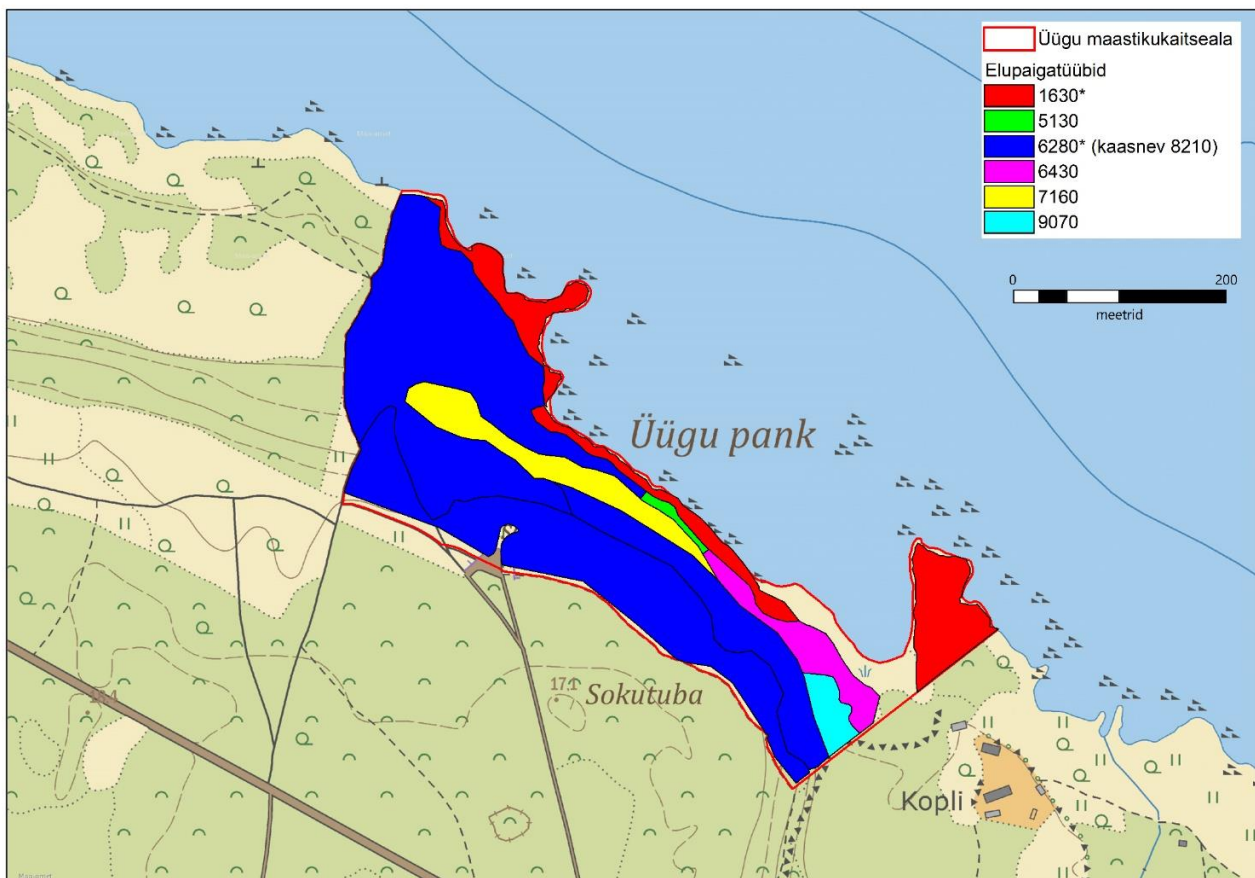 Üügu maastikukaitseala
Elupaigatüübid
1630*
5130
6280* (kaasnev 8210)
6430
7160
9070
0
200
meetrid
Üügu pank
17.1
Sokutuba
Kopli